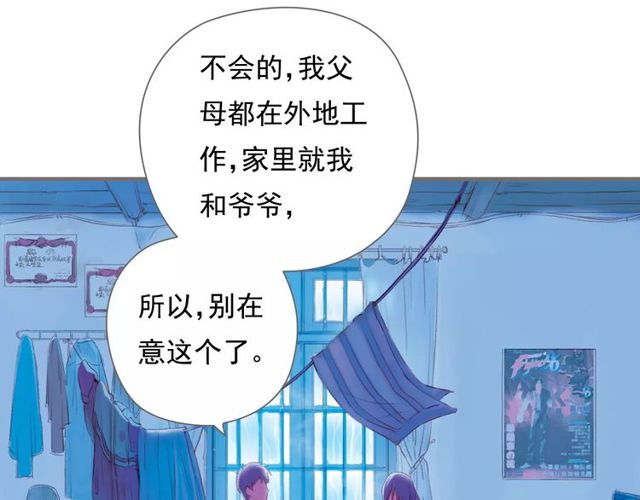 不会的，我父
母都在外地工
作，家里就我
和爷爷，
所以，别在
意这个了。